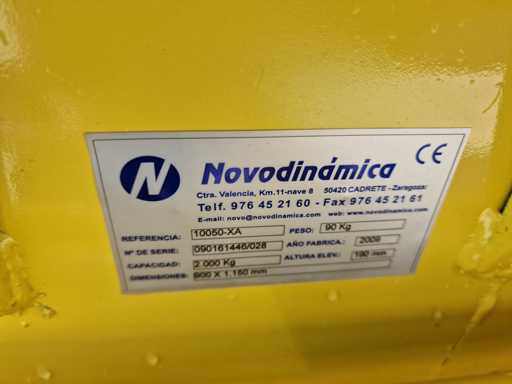 N Novodinámica CE
Ctra. Valencia, Km.11-nave 8 50420 CADRETE - Zaragoza:
Telf. 976 45 21 60 - Fax 976 45 21 61
E-mail: novo@novodinamica.com web: www.novodinamica.com
REFERENCIA: 10050-XA PESO: 90 Kg
Nº DE SERIE: 090161446/028 AÑO FABRICA.: 2009
CAPACIDAD: 2.000 Kg ALTURA ELEV.: 190 mm
DIMENSIONES: 800 X 1.150 mm